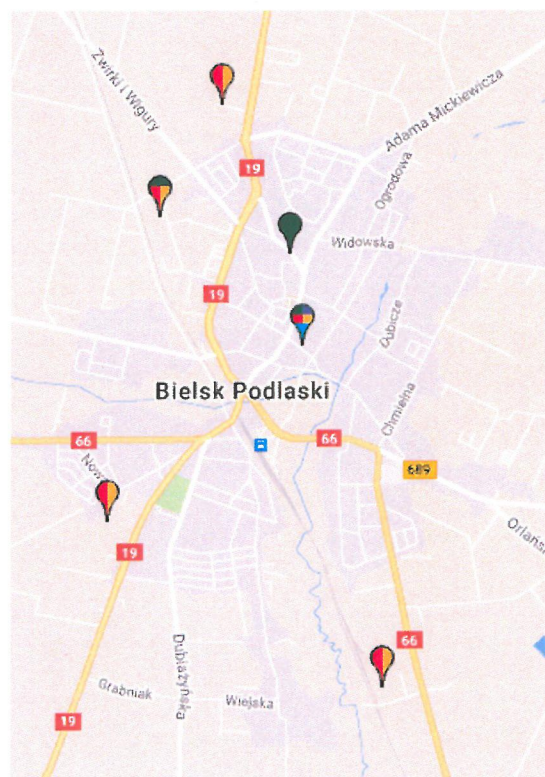 Żwirki i Wigury
Adama Mickiewicza
19
Ogrodowa
Widowska
19
Dubicze
Bielsk Podlaski
Chmielna
66
66
689
19
66
Dubiażyńska
Grabniak
Wiejska
19